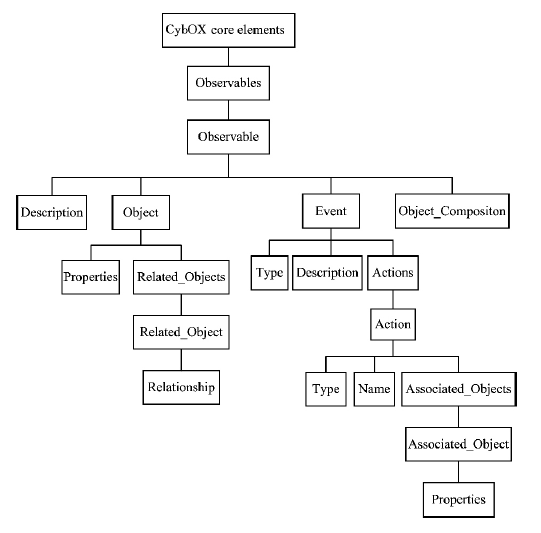 CybOX core elements
Observables
Observable
Description
Object
Event
Object_Compositon
Properties
Related_Objects
Type
Description
Actions
Related_Object
Action
Relationship
Type
Name
Associated_Objects
Associated_Object
Properties